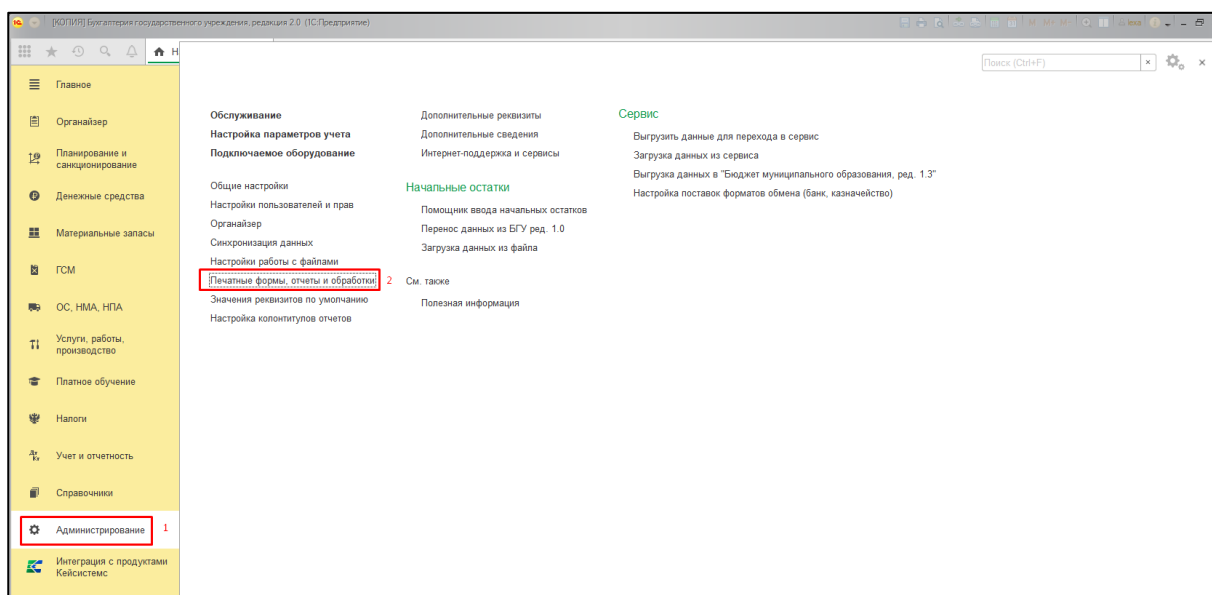 [КОПИЯ] Бухгалтерия государственного учреждения, редакция 2.0 (1С:Предприятие)
M M+ M-
lexa
Н
Поиск (Ctrl+F)
Главное
Органайзер
Планирование и
санкционирование
Денежные средства
Материальные запасы
ГСМ
ОС, НМА, НПА
Услуги, работы,
производство
Платное обучение
Налоги
Учет и отчетность
Справочники
Администрирование 1
Интеграция с продуктами
Кейсистемс
Обслуживание
Настройка параметров учета
Подключаемое оборудование
Общие настройки
Настройки пользователей и прав
Органайзер
Синхронизация данных
Настройки работы с файлами
Печатные формы, отчеты и обработки 2
Значения реквизитов по умолчанию
Настройка колонтитулов отчетов
Дополнительные реквизиты
Дополнительные сведения
Интернет-поддержка и сервисы
Начальные остатки
Помощник ввода начальных остатков
Перенос данных из БГУ ред. 1.0
Загрузка данных из файла
См. также
Полезная информация
Сервис
Выгрузить данные для перехода в сервис
Загрузка данных из сервиса
Выгрузка данных в "Бюджет муниципального образования, ред. 1.3"
Настройка поставок форматов обмена (банк, казначейство)